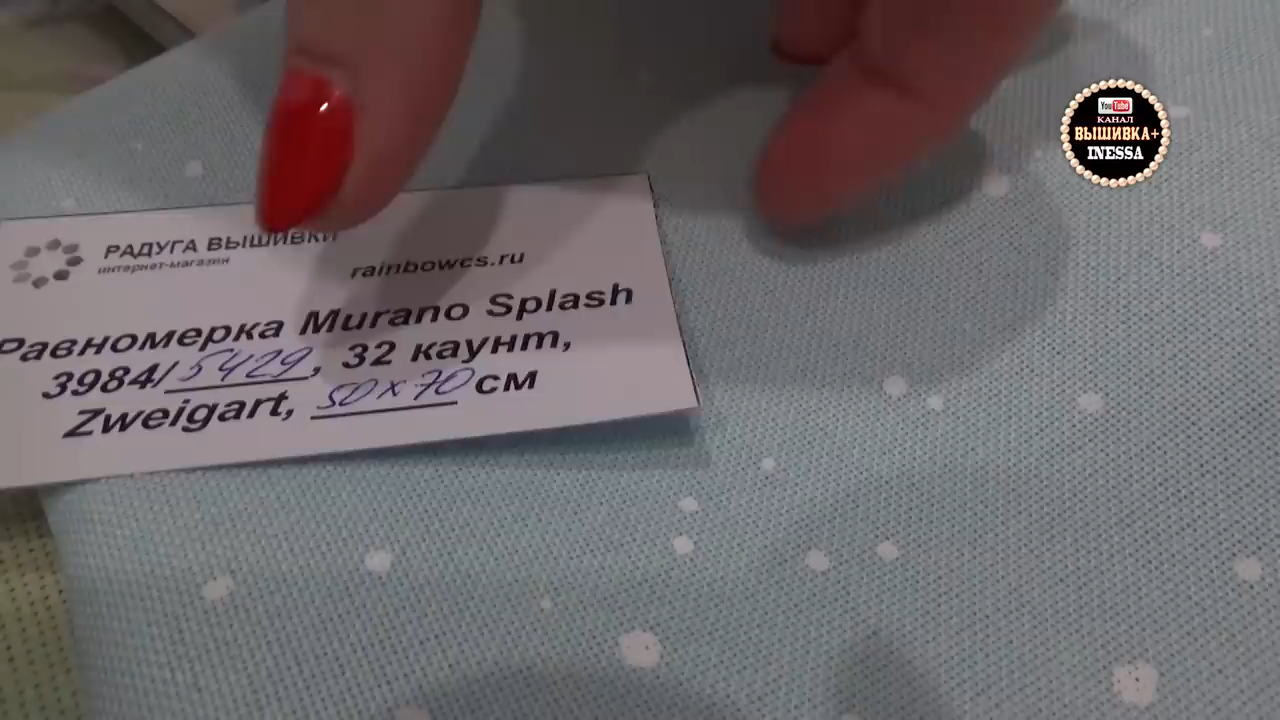 РАДУГА ВЫШИВКИ
интернет-магазин
rainbowcs.ru
Равномерка Murano Splash
3984/5429, 32 каунт,
Zweigart, 50x70 см
YouTube
КАНАЛ
ВЫШИВКА+
INESSA